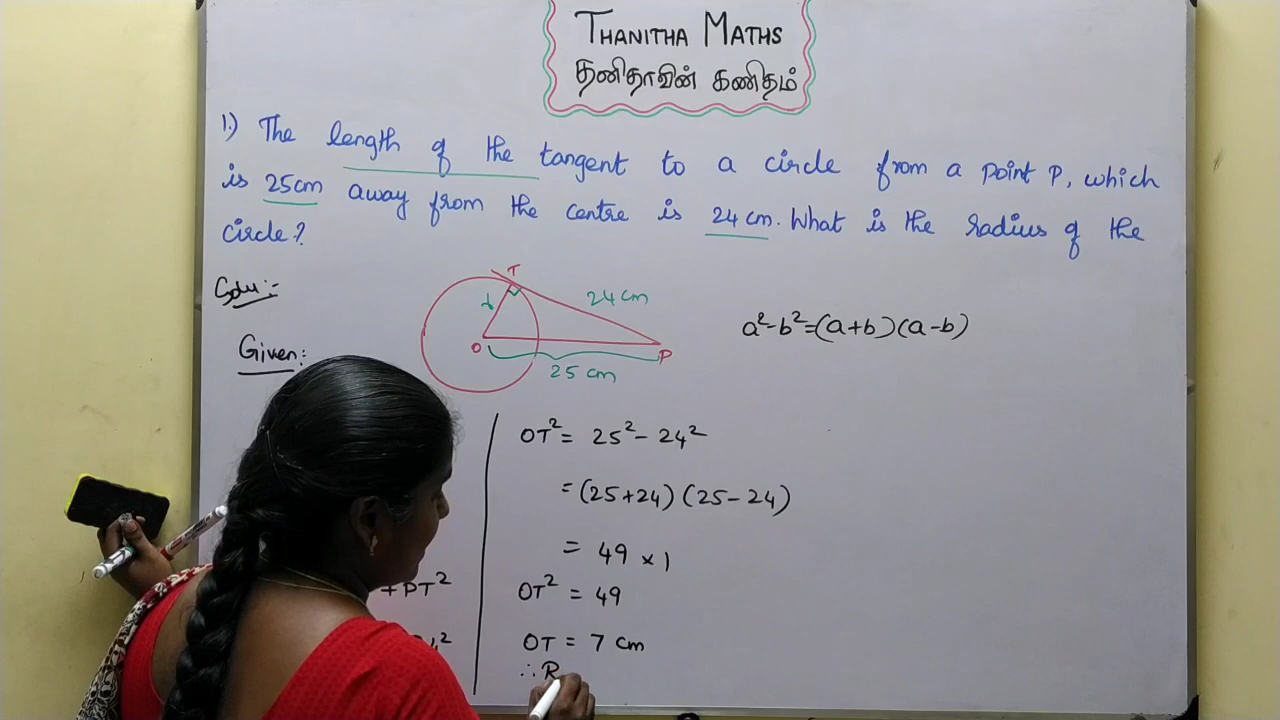 THANITHA MATHS
தனிதாவின் கணிதம்
1.) The length of the tangent to a circle from a point P, which
is 25cm away from the centre is 24 cm. What is the radius of the
circle?
Solu:-
Given:
T
r
24 cm
O
P
25 cm
a²-b²=(a+b)(a-b)
+ PT²
OT² = 25² - 24²
= (25+24) (25-24)
= 49 × 1
OT² = 49
OT = 7 cm
∴ R